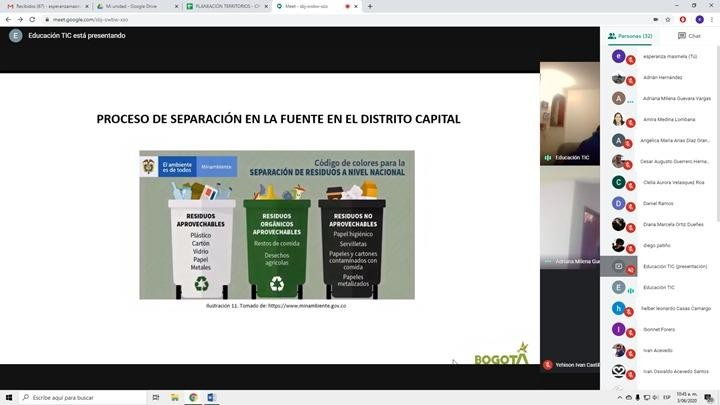 Recibidos (67) - esperanzamasm
Mi unidad - Google Drive
PLANEACIÓN TERRITORIOS - 
Meet - sbj-owbw-xzo
meet.google.com/sbj-owbw-xzo
E Educación TIC está presentando
Personas (32)
Chat
PROCESO DE SEPARACIÓN EN LA FUENTE EN EL DISTRITO CAPITAL
El ambiente es de todos
Minambiente
Código de colores para la
SEPARACIÓN DE RESIDUOS A NIVEL NACIONAL
RESIDUOS
APROVECHABLES
Plástico
Cartón
Vidrio
Papel
Metales
RESIDUOS
ORGÁNICOS
APROVECHABLES
Restos de comida
Desechos
agrícolas
RESIDUOS NO
APROVECHABLES
Papel higiénico
Servilletas
Papeles y cartones
contaminados con
comida
Papeles
metalizados
Ilustración 11. Tomado de: https://www.minambiente.gov.co
BOGOTÁ
Educación TIC
Adriana Milena Gue
Yehison Ivan Castill
e esperanza masmela (Tú)
Adrián Hernández
A Adriana Milena Guevara Vargas
Amira Medina Lombana
A Angelica Maria Arias Diaz Gran...
Cesar Augusto Guerrero Herna...
C Clelia Aurora Velasquez Roa
D Daniel Ramos
Diana Marcela Ortiz Dueñes
diego patiño
Educación TIC (presentación)
E Educación TIC
h helber leonardo Casas Camargo
I Ibonnet Forero
Ivan Acevedo
Ivan Oswaldo Acevedo Santos
Escribe aquí para buscar
ESP
10:45 a. m.
3/06/2020